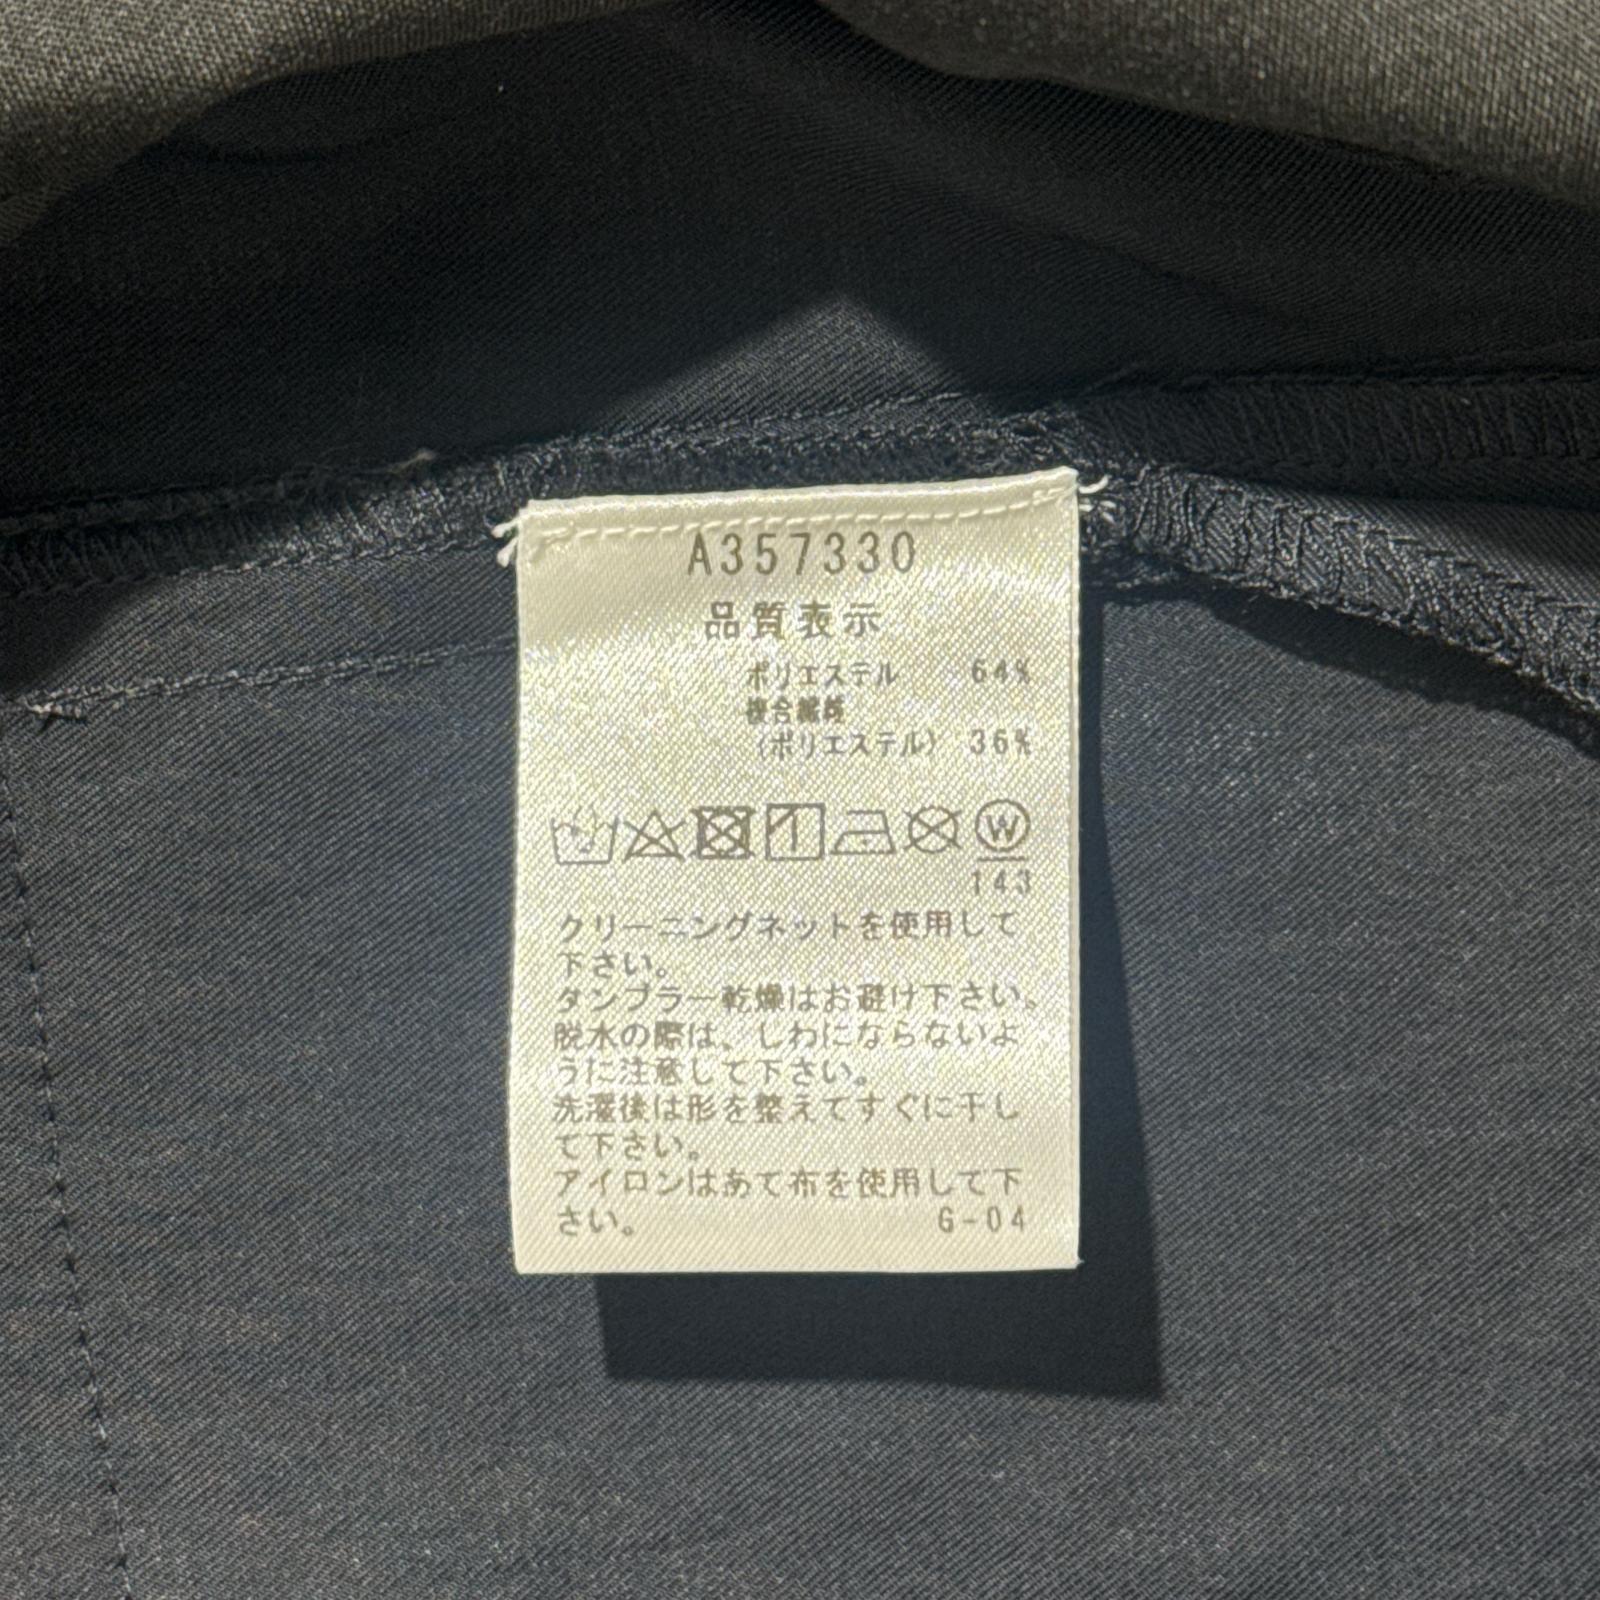 A357330
品質表示
ポリエステル 64%
複合繊維
(ポリエステル) 36%
W
143
クリーニングネットを使用して
下さい。
タンブラー乾燥はお避け下さい。
脱水の際は、しわにならないよ
うに注意して下さい。
洗濯後は形を整えてすぐに干し
て下さい。
アイロンはあて布を使用して下
さい。 G-04